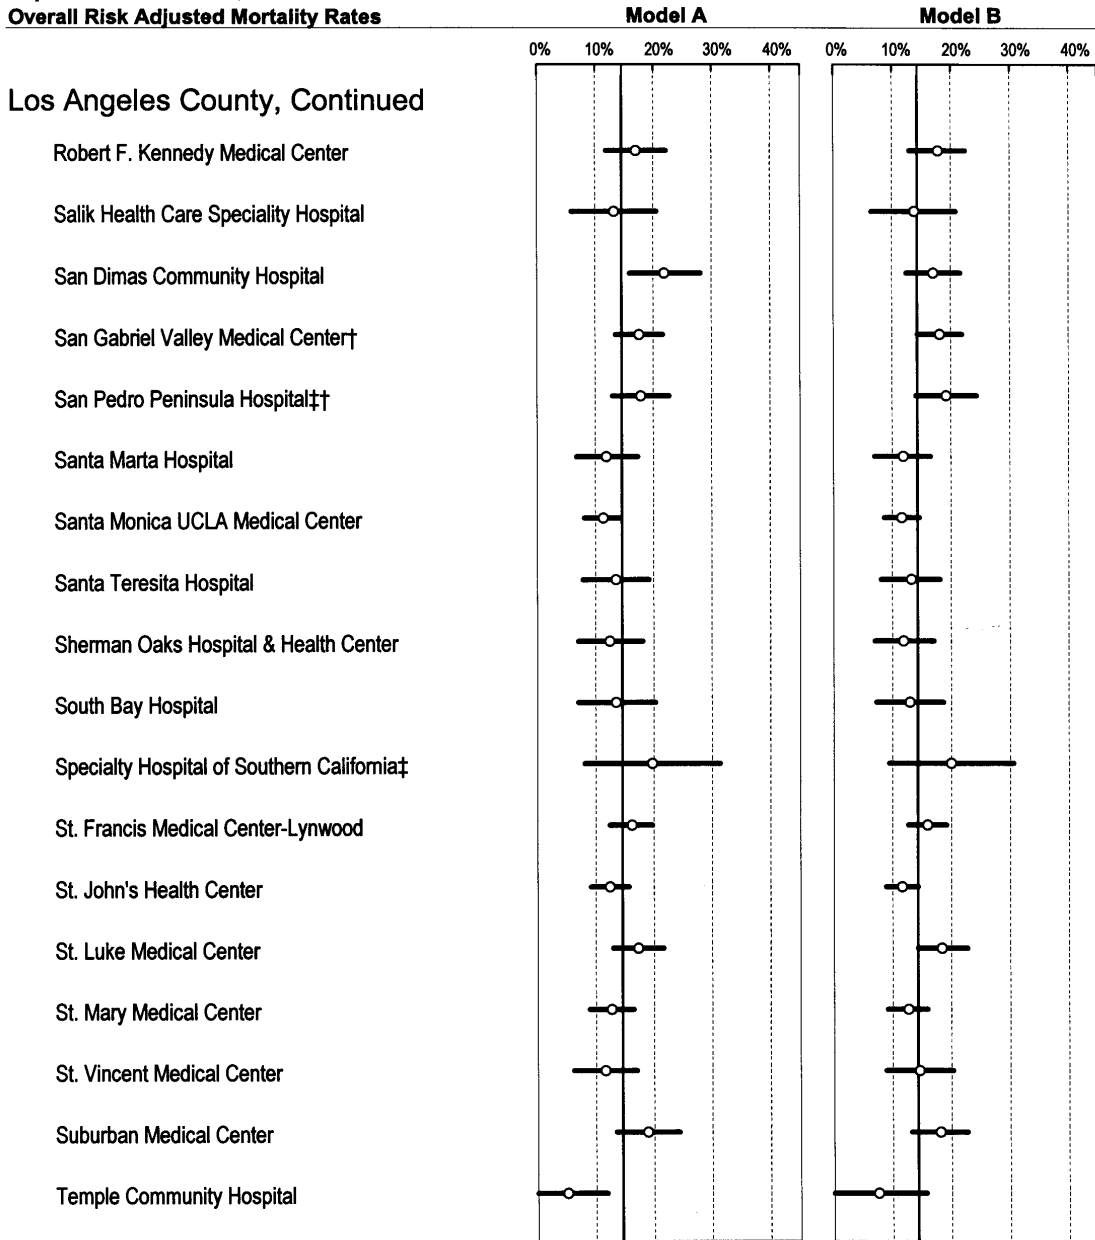 Overall Risk Adjusted Mortality Rates Model A Model B
0% 10% 20% 30% 40% 0% 10% 20% 30% 40%
Los Angeles County, Continued
Robert F. Kennedy Medical Center
Salik Health Care Speciality Hospital
San Dimas Community Hospital
San Gabriel Valley Medical Center†
San Pedro Peninsula Hospital‡†
Santa Marta Hospital
Santa Monica UCLA Medical Center
Santa Teresita Hospital
Sherman Oaks Hospital & Health Center
South Bay Hospital
Specialty Hospital of Southern California‡
St. Francis Medical Center-Lynwood
St. John's Health Center
St. Luke Medical Center
St. Mary Medical Center
St. Vincent Medical Center
Suburban Medical Center
Temple Community Hospital